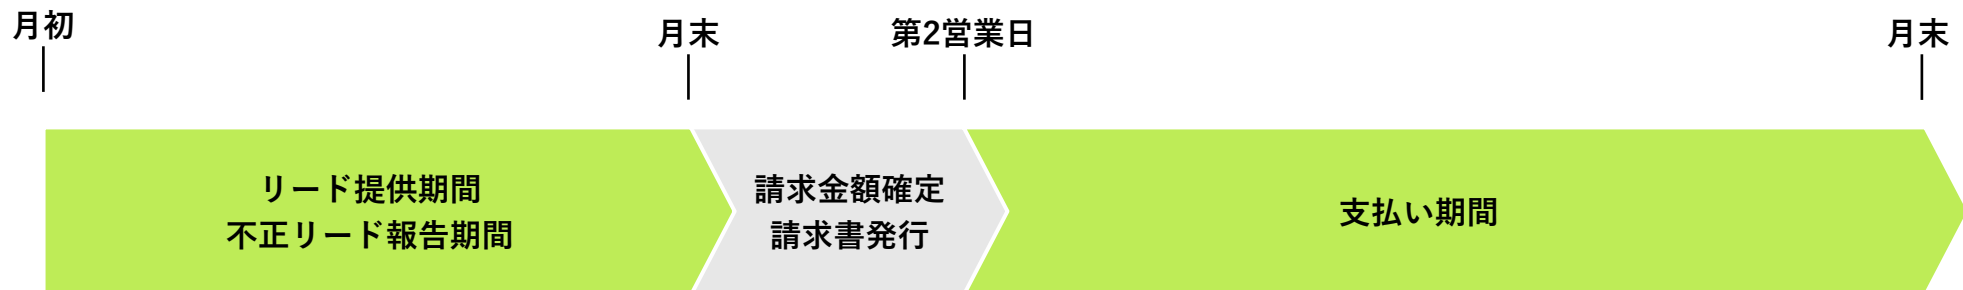 月初
月末
第2営業日
月末
リード提供期間
不正リード報告期間
請求金額確定
請求書発行
支払い期間